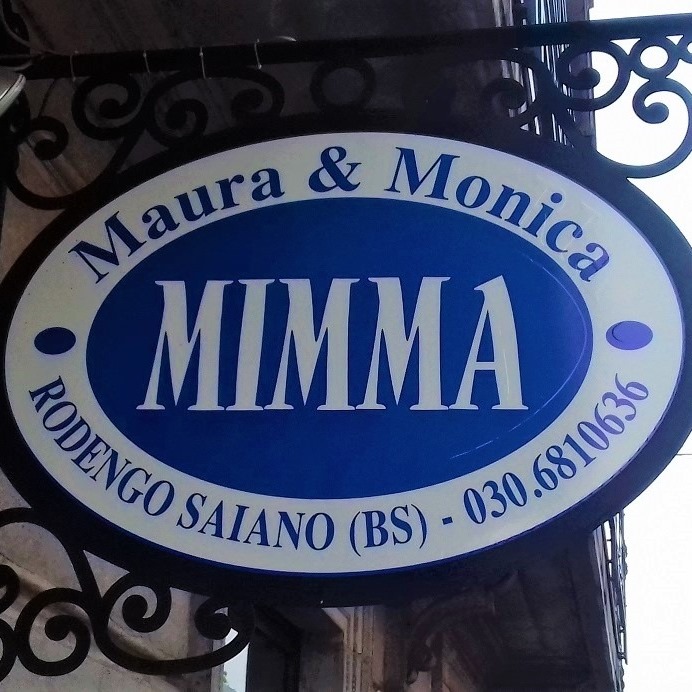 Maura & Monica
MIMMA
RODENGO SAIANO (BS) - 030.6810636